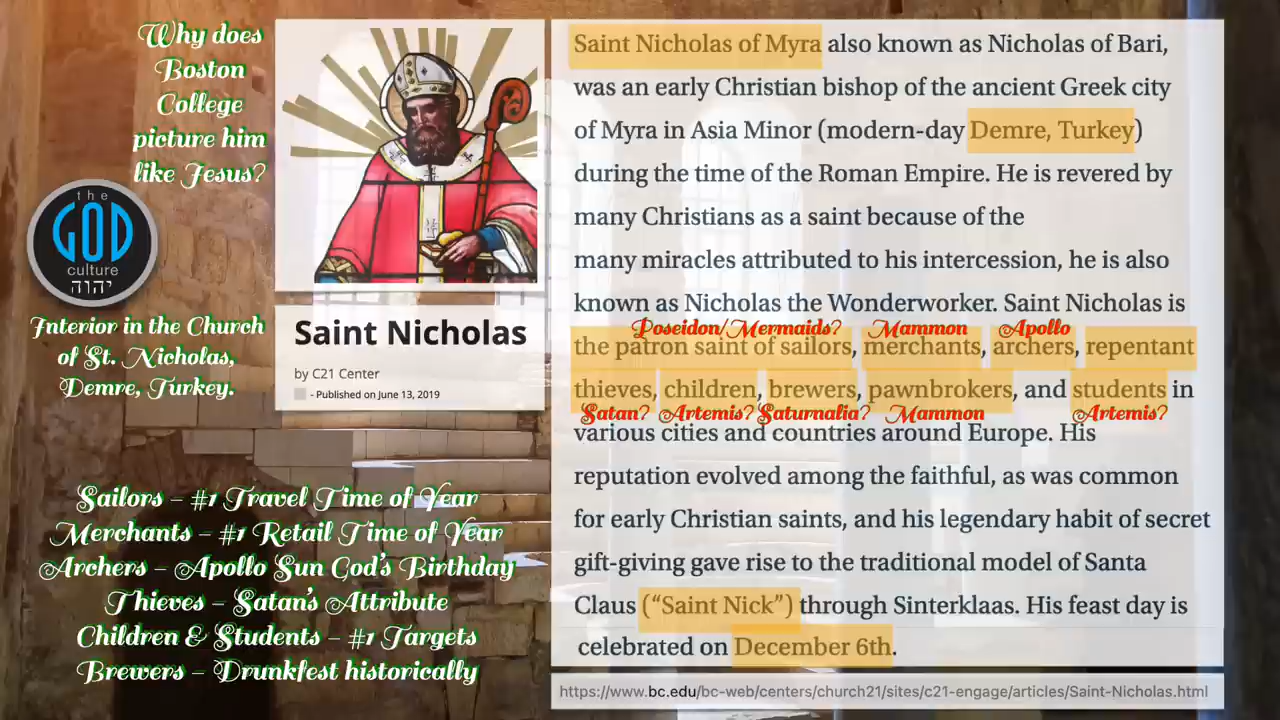 Why does
Boston
College
picture him
like Jesus?
the
GOD
culture
יהוה
Interior in the Church
of St. Nicholas,
Demre, Turkey.
Saint Nicholas
by C21 Center
- Published on June 13, 2019
Sailors – #1 Travel Time of Year
Merchants – #1 Retail Time of Year
Archers – Apollo Sun God's Birthday
Thieves – Satan's Attribute
Children & Students – #1 Targets
Brewers – Drunkfest historically
Saint Nicholas of Myra also known as Nicholas of Bari,
was an early Christian bishop of the ancient Greek city
of Myra in Asia Minor (modern-day Demre, Turkey)
during the time of the Roman Empire. He is revered by
many Christians as a saint because of the
many miracles attributed to his intercession, he is also
known as Nicholas the Wonderworker. Saint Nicholas is
Poseidon/Mermaids? Mammon Apollo
the patron saint of sailors, merchants, archers, repentant
thieves, children, brewers, pawnbrokers, and students in
Satan? Artemis? Saturnalia? Mammon Artemis?
various cities and countries around Europe. His
reputation evolved among the faithful, as was common
for early Christian saints, and his legendary habit of secret
gift-giving gave rise to the traditional model of Santa
Claus (“Saint Nick”) through Sinterklaas. His feast day is
celebrated on December 6th.
https://www.bc.edu/bc-web/centers/church21/sites/c21-engage/articles/Saint-Nicholas.html